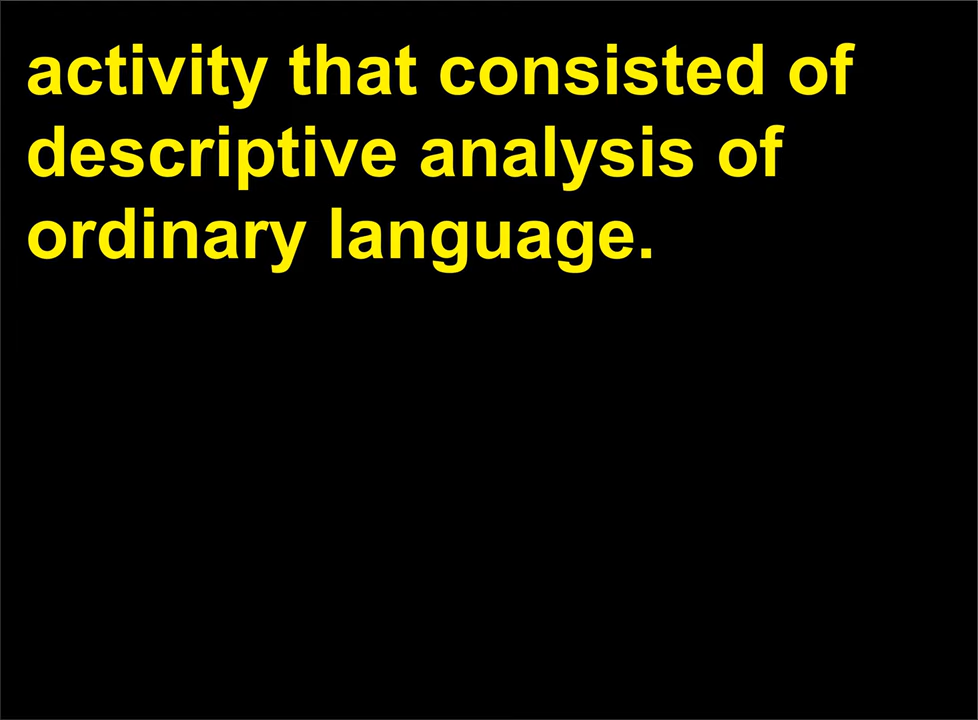 activity that consisted of
descriptive analysis of
ordinary language.